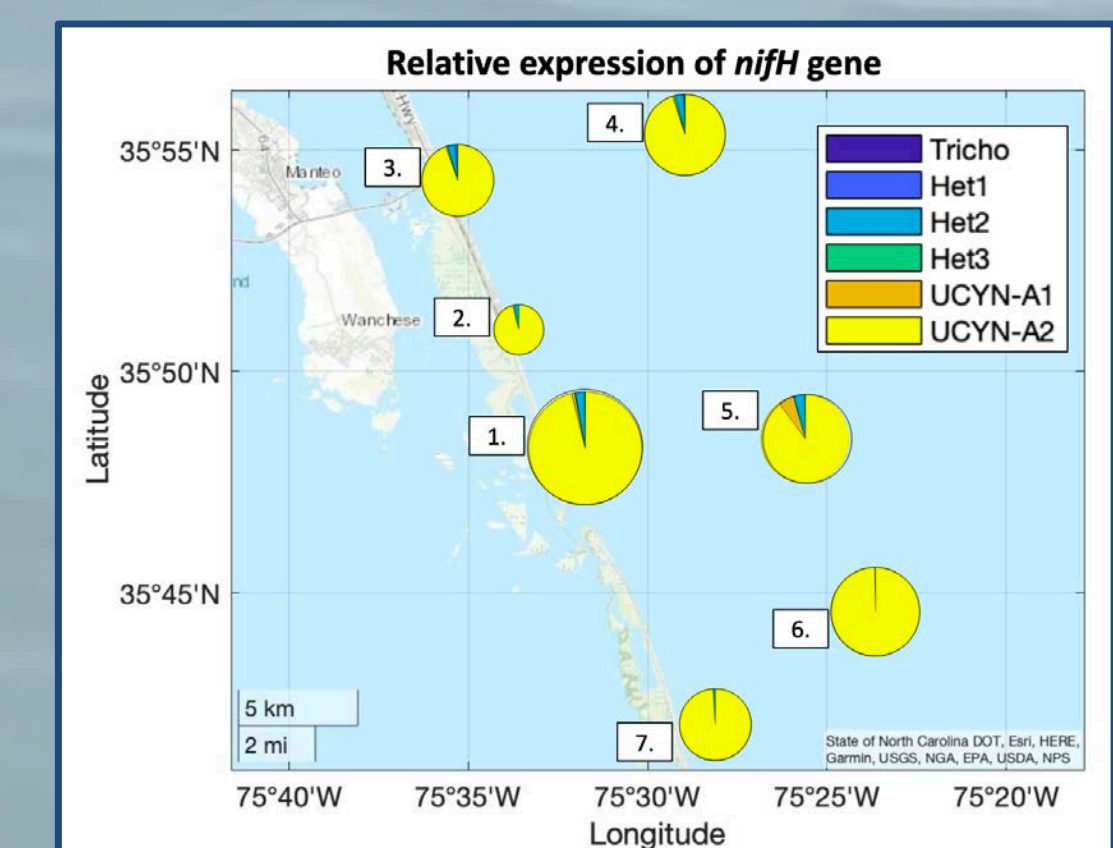 Relative expression of nifH gene
Hwy
64
Manteo
nd
Wanchese
1.
2.
3.
4.
5.
6.
7.
Tricho
Het1
Het2
Het3
UCYN-A1
UCYN-A2
35°55'N
35°50'N
35°45'N
Latitude
5 km
2 mi
State of North Carolina DOT, Esri, HERE,
Garmin, USGS, NGA, EPA, USDA, NPS
75°40'W
75°35'W
75°30'W
75°25'W
75°20'W
Longitude